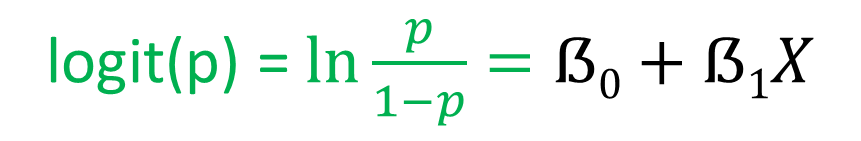 logit(p) = ln p/1−p = ẞ₀ + ẞ₁X